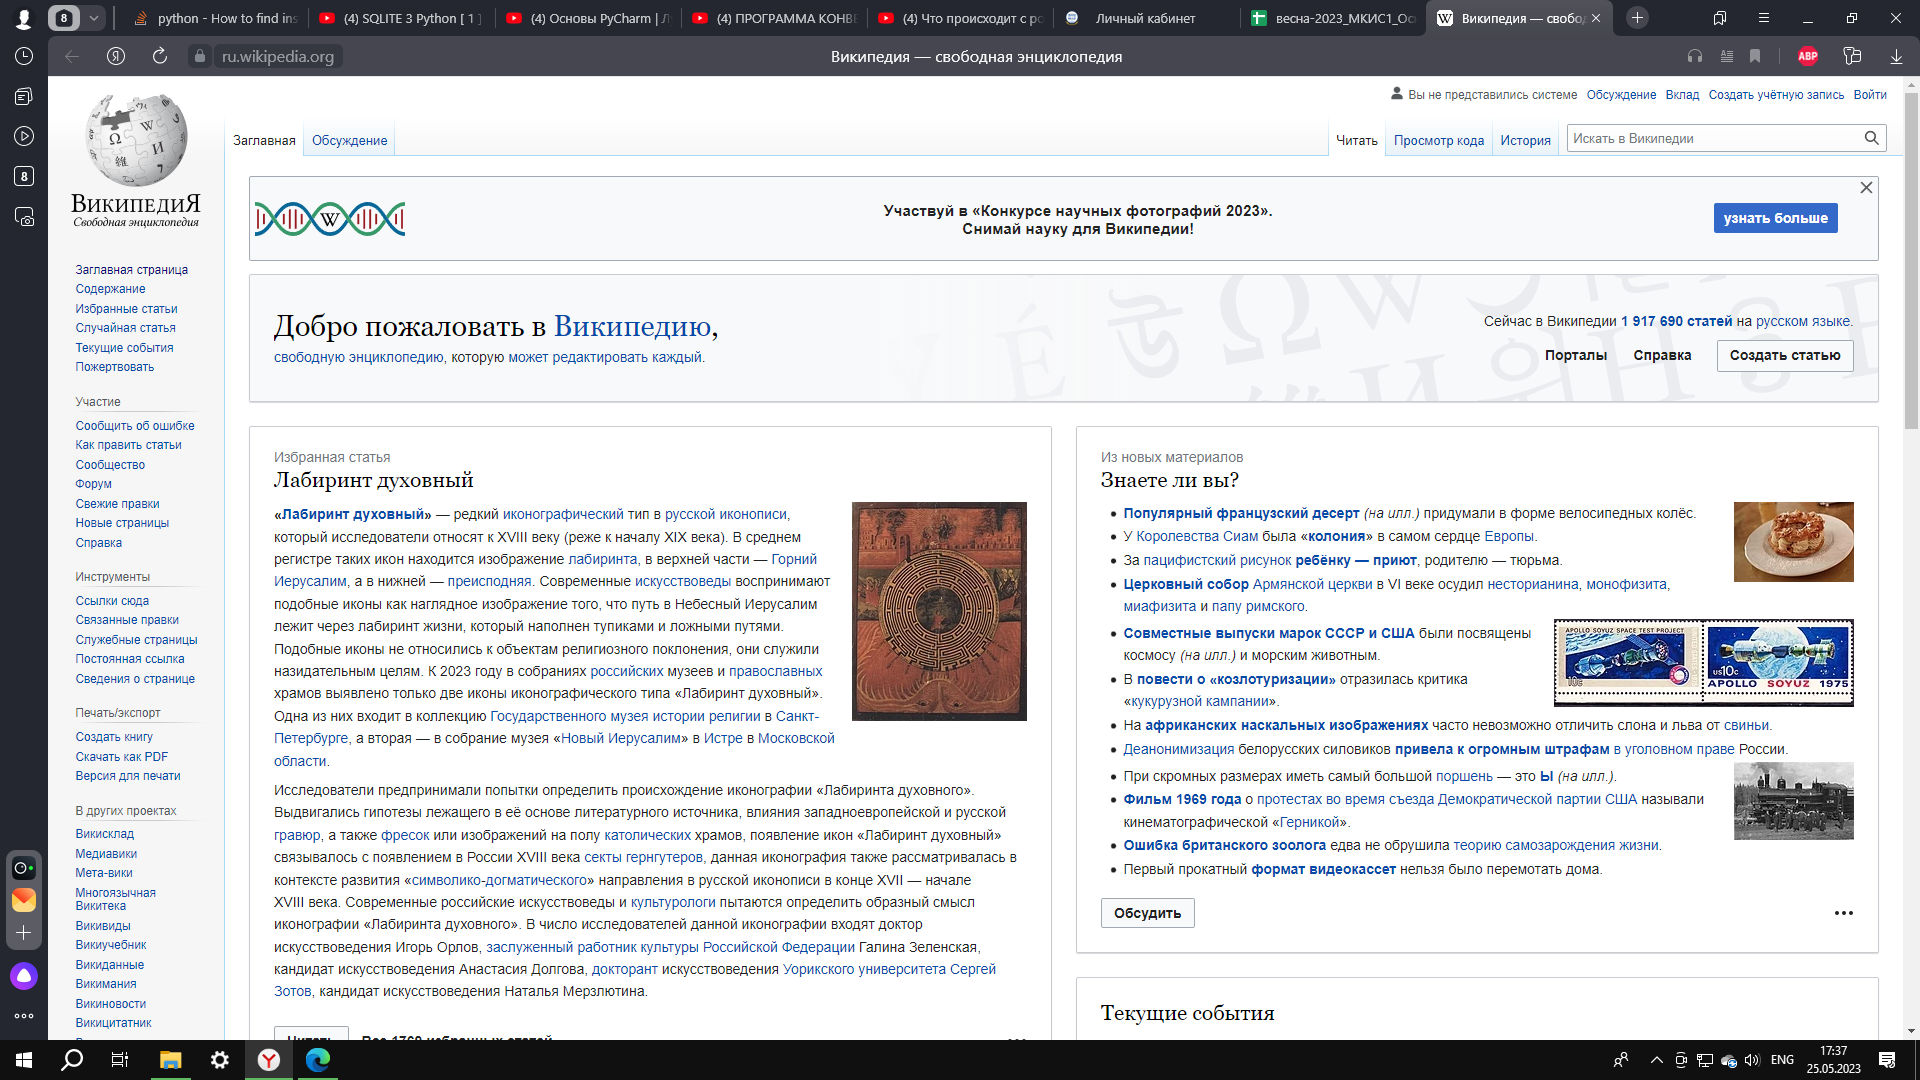 8
python - How to find ins
(4) SQLITE 3 Python [ 1 ]
(4) Основы PyCharm | Л
(4) ПРОГРАММА КОНВЕ
(4) Что происходит с ро
Личный кабинет
весна-2023_МКИС1_Ос
Википедия — свобод
ru.wikipedia.org
Википедия — свободная энциклопедия
ABP
8
Вы не представились системе Обсуждение Вклад Создать учётную запись Войти
Заглавная Обсуждение
Читать Просмотр кода История Искать в Википедии
ВикипедиЯ
Свободная энциклопедия
Заглавная страница
Содержание
Избранные статьи
Случайная статья
Текущие события
Пожертвовать
Участие
Сообщить об ошибке
Как править статьи
Сообщество
Форум
Свежие правки
Новые страницы
Справка
Инструменты
Ссылки сюда
Связанные правки
Служебные страницы
Постоянная ссылка
Сведения о странице
Печать/экспорт
Создать книгу
Скачать как PDF
Версия для печати
В других проектах
Викисклад
Медиавики
Мета-вики
Многоязычная
Викитека
Викивиды
Викиучебник
Викиданные
Викимания
Викиновости
Викицитатник
Участвуй в «Конкурсе научных фотографий 2023».
Снимай науку для Википедии!
узнать больше
Добро пожаловать в Википедию,
свободную энциклопедию, которую может редактировать каждый.
Сейчас в Википедии 1 917 690 статей на русском языке.
Порталы Справка Создать статью
Избранная статья
Лабиринт духовный
«Лабиринт духовный» — редкий иконографический тип в русской иконописи,
который исследователи относят к XVIII веку (реже к началу XIX века). В среднем
регистре таких икон находится изображение лабиринта, в верхней части — Горний
Иерусалим, а в нижней — преисподняя. Современные искусствоведы воспринимают
подобные иконы как наглядное изображение того, что путь в Небесный Иерусалим
лежит через лабиринт жизни, который наполнен тупиками и ложными путями.
Подобные иконы не относились к объектам религиозного поклонения, они служили
назидательным целям. К 2023 году в собраниях российских музеев и православных
храмов выявлено только две иконы иконографического типа «Лабиринт духовный».
Одна из них входит в коллекцию Государственного музея истории религии в Санкт-
Петербурге, а вторая — в собрание музея «Новый Иерусалим» в Истре в Московской
области.
Исследователи предпринимали попытки определить происхождение иконографии «Лабиринта духовного».
Выдвигались гипотезы лежащего в её основе литературного источника, влияния западноевропейской и русской
гравюр, а также фресок или изображений на полу католических храмов, появление икон «Лабиринт духовный»
связывалось с появлением в России XVIII века секты гернгутеров, данная иконография также рассматривалась в
контексте развития «символико-догматического» направления в русской иконописи в конце XVII — начале
XVIII века. Современные российские искусствоведы и культурологи пытаются определить образный смысл
иконографии «Лабиринта духовного». В число исследователей данной иконографии входят доктор
искусствоведения Игорь Орлов, заслуженный работник культуры Российской Федерации Галина Зеленская,
кандидат искусствоведения Анастасия Долгова, докторант искусствоведения Уорикского университета Сергей
Зотов, кандидат искусствоведения Наталья Мерзлютина.
Читать Все 1760 избранных статей
Из новых материалов
Знаете ли вы?
Популярный французский десерт (на илл.) придумали в форме велосипедных колёс.
У Королевства Сиам была «колония» в самом сердце Европы.
За пацифистский рисунок ребёнку — приют, родителю — тюрьма.
Церковный собор Армянской церкви в VI веке осудил несторианина, монофизита,
миафизита и папу римского.
Совместные выпуски марок СССР и США были посвящены
космосу (на илл.) и морским животным.
APOLLO SOYUZ SPACE TEST PROJECT
10c
US10c
APOLLO SOYUZ 1975
В повести о «козлотуризации» отразилась критика
«кукурузной кампании».
На африканских наскальных изображениях часто невозможно отличить слона и льва от свиньи.
Деанонимизация белорусских силовиков привела к огромным штрафам в уголовном праве России.
При скромных размерах иметь самый большой поршень — это Ы (на илл.).
Фильм 1969 года о протестах во время съезда Демократической партии США называли
кинематографической «Герникой».
Ошибка британского зоолога едва не обрушила теорию самозарождения жизни.
Первый прокатный формат видеокассет нельзя было перемотать дома.
Обсудить
Текущие события
ENG
17:37
25.05.2023